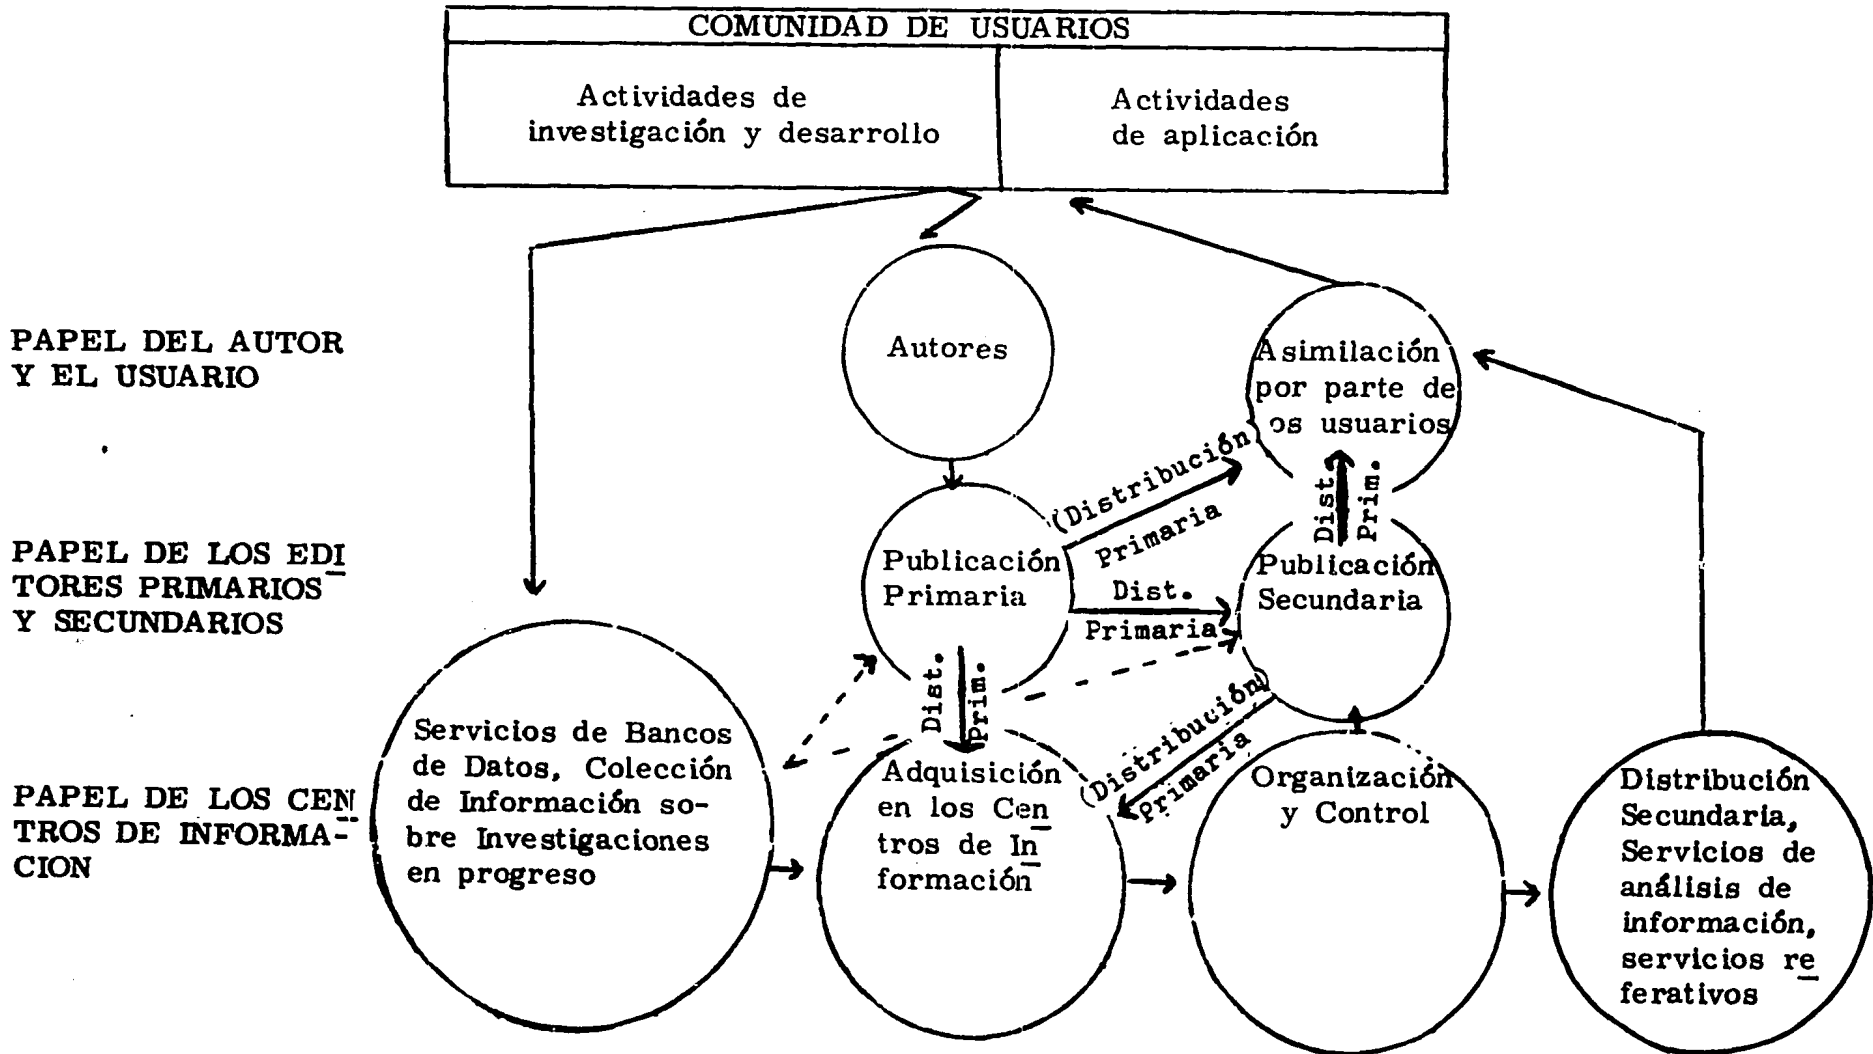 COMUNIDAD DE USUARIOS
Actividades de
investigación y desarrollo
Actividades
de aplicación
PAPEL DEL AUTOR
Y EL USUARIO
Autores
Asimilación
por parte de
os usuarios
(Distribución)
Primaria
Dist.
Prim.
PAPEL DE LOS EDI
TORES PRIMARIOS
Y SECUNDARIOS
Publicación
Primaria
Dist.
Primaria
Publicación
Secundaria
Dist.
Prim.
(Distribución)
Primaria
PAPEL DE LOS CEN
TROS DE INFORMA-
CION
Servicios de Bancos
de Datos, Colección
de Información so-
bre Investigaciones
en progreso
Adquisición
en los Cen
tros de In
formación
Organización
y Control
Distribución
Secundaria,
Servicios de
análisis de
información,
servicios re
ferativos